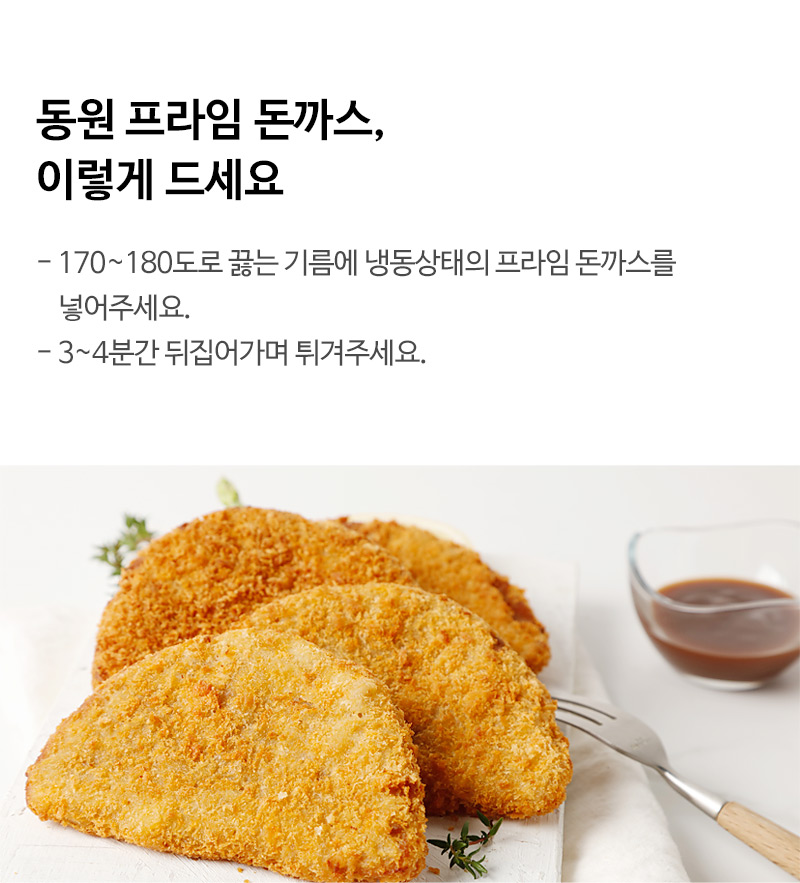 동원 프라임 돈까스,
이렇게 드세요
- 170~180도로 끓는 기름에 냉동상태의 프라임 돈까스를
넣어주세요.
- 3~4분간 뒤집어가며 튀겨주세요.